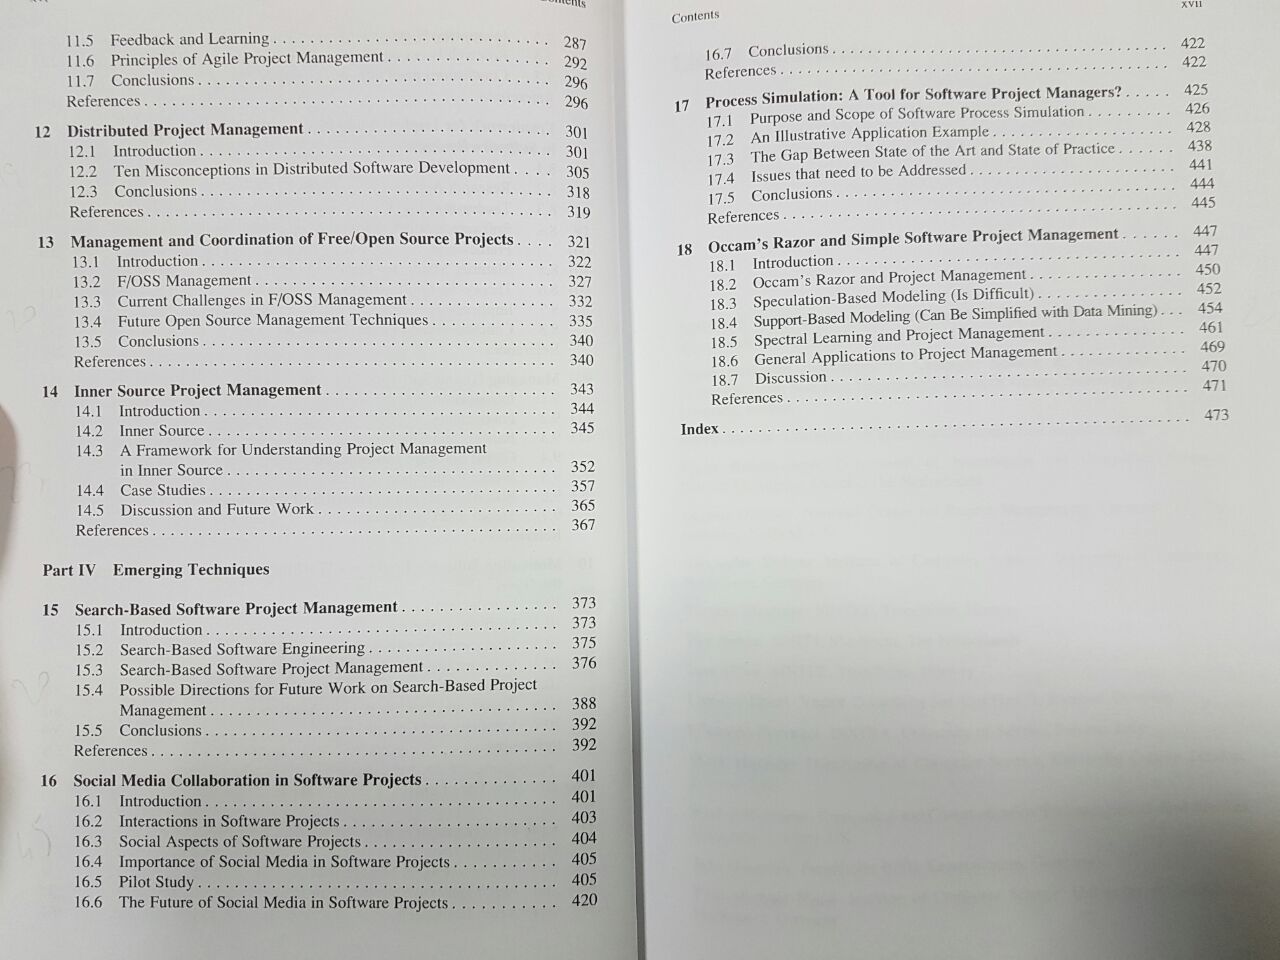 11.5 Feedback and Learning . . . . . . . . . . . . . . . . . . . . . . . . . . . . . 287
11.6 Principles of Agile Project Management . . . . . . . . . . . . . . . . . 292
11.7 Conclusions . . . . . . . . . . . . . . . . . . . . . . . . . . . . . . . . . . . . 296
References . . . . . . . . . . . . . . . . . . . . . . . . . . . . . . . . . . . . . . . . . 296
12 Distributed Project Management . . . . . . . . . . . . . . . . . . . . . . . . . 301
12.1 Introduction . . . . . . . . . . . . . . . . . . . . . . . . . . . . . . . . . . . . 301
12.2 Ten Misconceptions in Distributed Software Development . . . . 305
12.3 Conclusions . . . . . . . . . . . . . . . . . . . . . . . . . . . . . . . . . . . . 318
References . . . . . . . . . . . . . . . . . . . . . . . . . . . . . . . . . . . . . . . . . 319
13 Management and Coordination of Free/Open Source Projects . . . . 321
13.1 Introduction . . . . . . . . . . . . . . . . . . . . . . . . . . . . . . . . . . . . 322
13.2 F/OSS Management . . . . . . . . . . . . . . . . . . . . . . . . . . . . . . 327
13.3 Current Challenges in F/OSS Management . . . . . . . . . . . . . . . 332
13.4 Future Open Source Management Techniques . . . . . . . . . . . . . 335
13.5 Conclusions . . . . . . . . . . . . . . . . . . . . . . . . . . . . . . . . . . . . 340
References . . . . . . . . . . . . . . . . . . . . . . . . . . . . . . . . . . . . . . . . . 340
14 Inner Source Project Management . . . . . . . . . . . . . . . . . . . . . . . . 343
14.1 Introduction . . . . . . . . . . . . . . . . . . . . . . . . . . . . . . . . . . . . 344
14.2 Inner Source . . . . . . . . . . . . . . . . . . . . . . . . . . . . . . . . . . . 345
14.3 A Framework for Understanding Project Management
in Inner Source . . . . . . . . . . . . . . . . . . . . . . . . . . . . . . . . . . 352
14.4 Case Studies . . . . . . . . . . . . . . . . . . . . . . . . . . . . . . . . . . . 357
14.5 Discussion and Future Work . . . . . . . . . . . . . . . . . . . . . . . . . 365
References . . . . . . . . . . . . . . . . . . . . . . . . . . . . . . . . . . . . . . . . . 367
Part IV Emerging Techniques
15 Search-Based Software Project Management . . . . . . . . . . . . . . . . 373
15.1 Introduction . . . . . . . . . . . . . . . . . . . . . . . . . . . . . . . . . . . . 373
15.2 Search-Based Software Engineering . . . . . . . . . . . . . . . . . . . 375
15.3 Search-Based Software Project Management . . . . . . . . . . . . . 376
15.4 Possible Directions for Future Work on Search-Based Project
Management . . . . . . . . . . . . . . . . . . . . . . . . . . . . . . . . . . . 388
15.5 Conclusions . . . . . . . . . . . . . . . . . . . . . . . . . . . . . . . . . . . . 392
References . . . . . . . . . . . . . . . . . . . . . . . . . . . . . . . . . . . . . . . . . 392
16 Social Media Collaboration in Software Projects . . . . . . . . . . . . . . 401
16.1 Introduction . . . . . . . . . . . . . . . . . . . . . . . . . . . . . . . . . . . . 401
16.2 Interactions in Software Projects . . . . . . . . . . . . . . . . . . . . . . 403
16.3 Social Aspects of Software Projects . . . . . . . . . . . . . . . . . . . . 404
16.4 Importance of Social Media in Software Projects . . . . . . . . . . . 405
16.5 Pilot Study . . . . . . . . . . . . . . . . . . . . . . . . . . . . . . . . . . . . 405
16.6 The Future of Social Media in Software Projects . . . . . . . . . . . 420
Contents xvii
16.7 Conclusions . . . . . . . . . . . . . . . . . . . . . . . . . . . . . . . . . . . . 422
References . . . . . . . . . . . . . . . . . . . . . . . . . . . . . . . . . . . . . . . . . 422
17 Process Simulation: A Tool for Software Project Managers? . . . . . 425
17.1 Purpose and Scope of Software Process Simulation . . . . . . . . . 426
17.2 An Illustrative Application Example . . . . . . . . . . . . . . . . . . . 428
17.3 The Gap Between State of the Art and State of Practice . . . . . . 438
17.4 Issues that need to be Addressed . . . . . . . . . . . . . . . . . . . . . 441
17.5 Conclusions . . . . . . . . . . . . . . . . . . . . . . . . . . . . . . . . . . . . 444
References . . . . . . . . . . . . . . . . . . . . . . . . . . . . . . . . . . . . . . . . . 445
18 Occam's Razor and Simple Software Project Management . . . . . . 447
18.1 Introduction . . . . . . . . . . . . . . . . . . . . . . . . . . . . . . . . . . . . 447
18.2 Occam's Razor and Project Management . . . . . . . . . . . . . . . . 450
18.3 Speculation-Based Modeling (Is Difficult) . . . . . . . . . . . . . . . . 452
18.4 Support-Based Modeling (Can Be Simplified with Data Mining) . . . 454
18.5 Spectral Learning and Project Management . . . . . . . . . . . . . . 461
18.6 General Applications to Project Management . . . . . . . . . . . . . 469
18.7 Discussion . . . . . . . . . . . . . . . . . . . . . . . . . . . . . . . . . . . . . 470
References . . . . . . . . . . . . . . . . . . . . . . . . . . . . . . . . . . . . . . . . . 471
Index . . . . . . . . . . . . . . . . . . . . . . . . . . . . . . . . . . . . . . . . . . . . . . 473